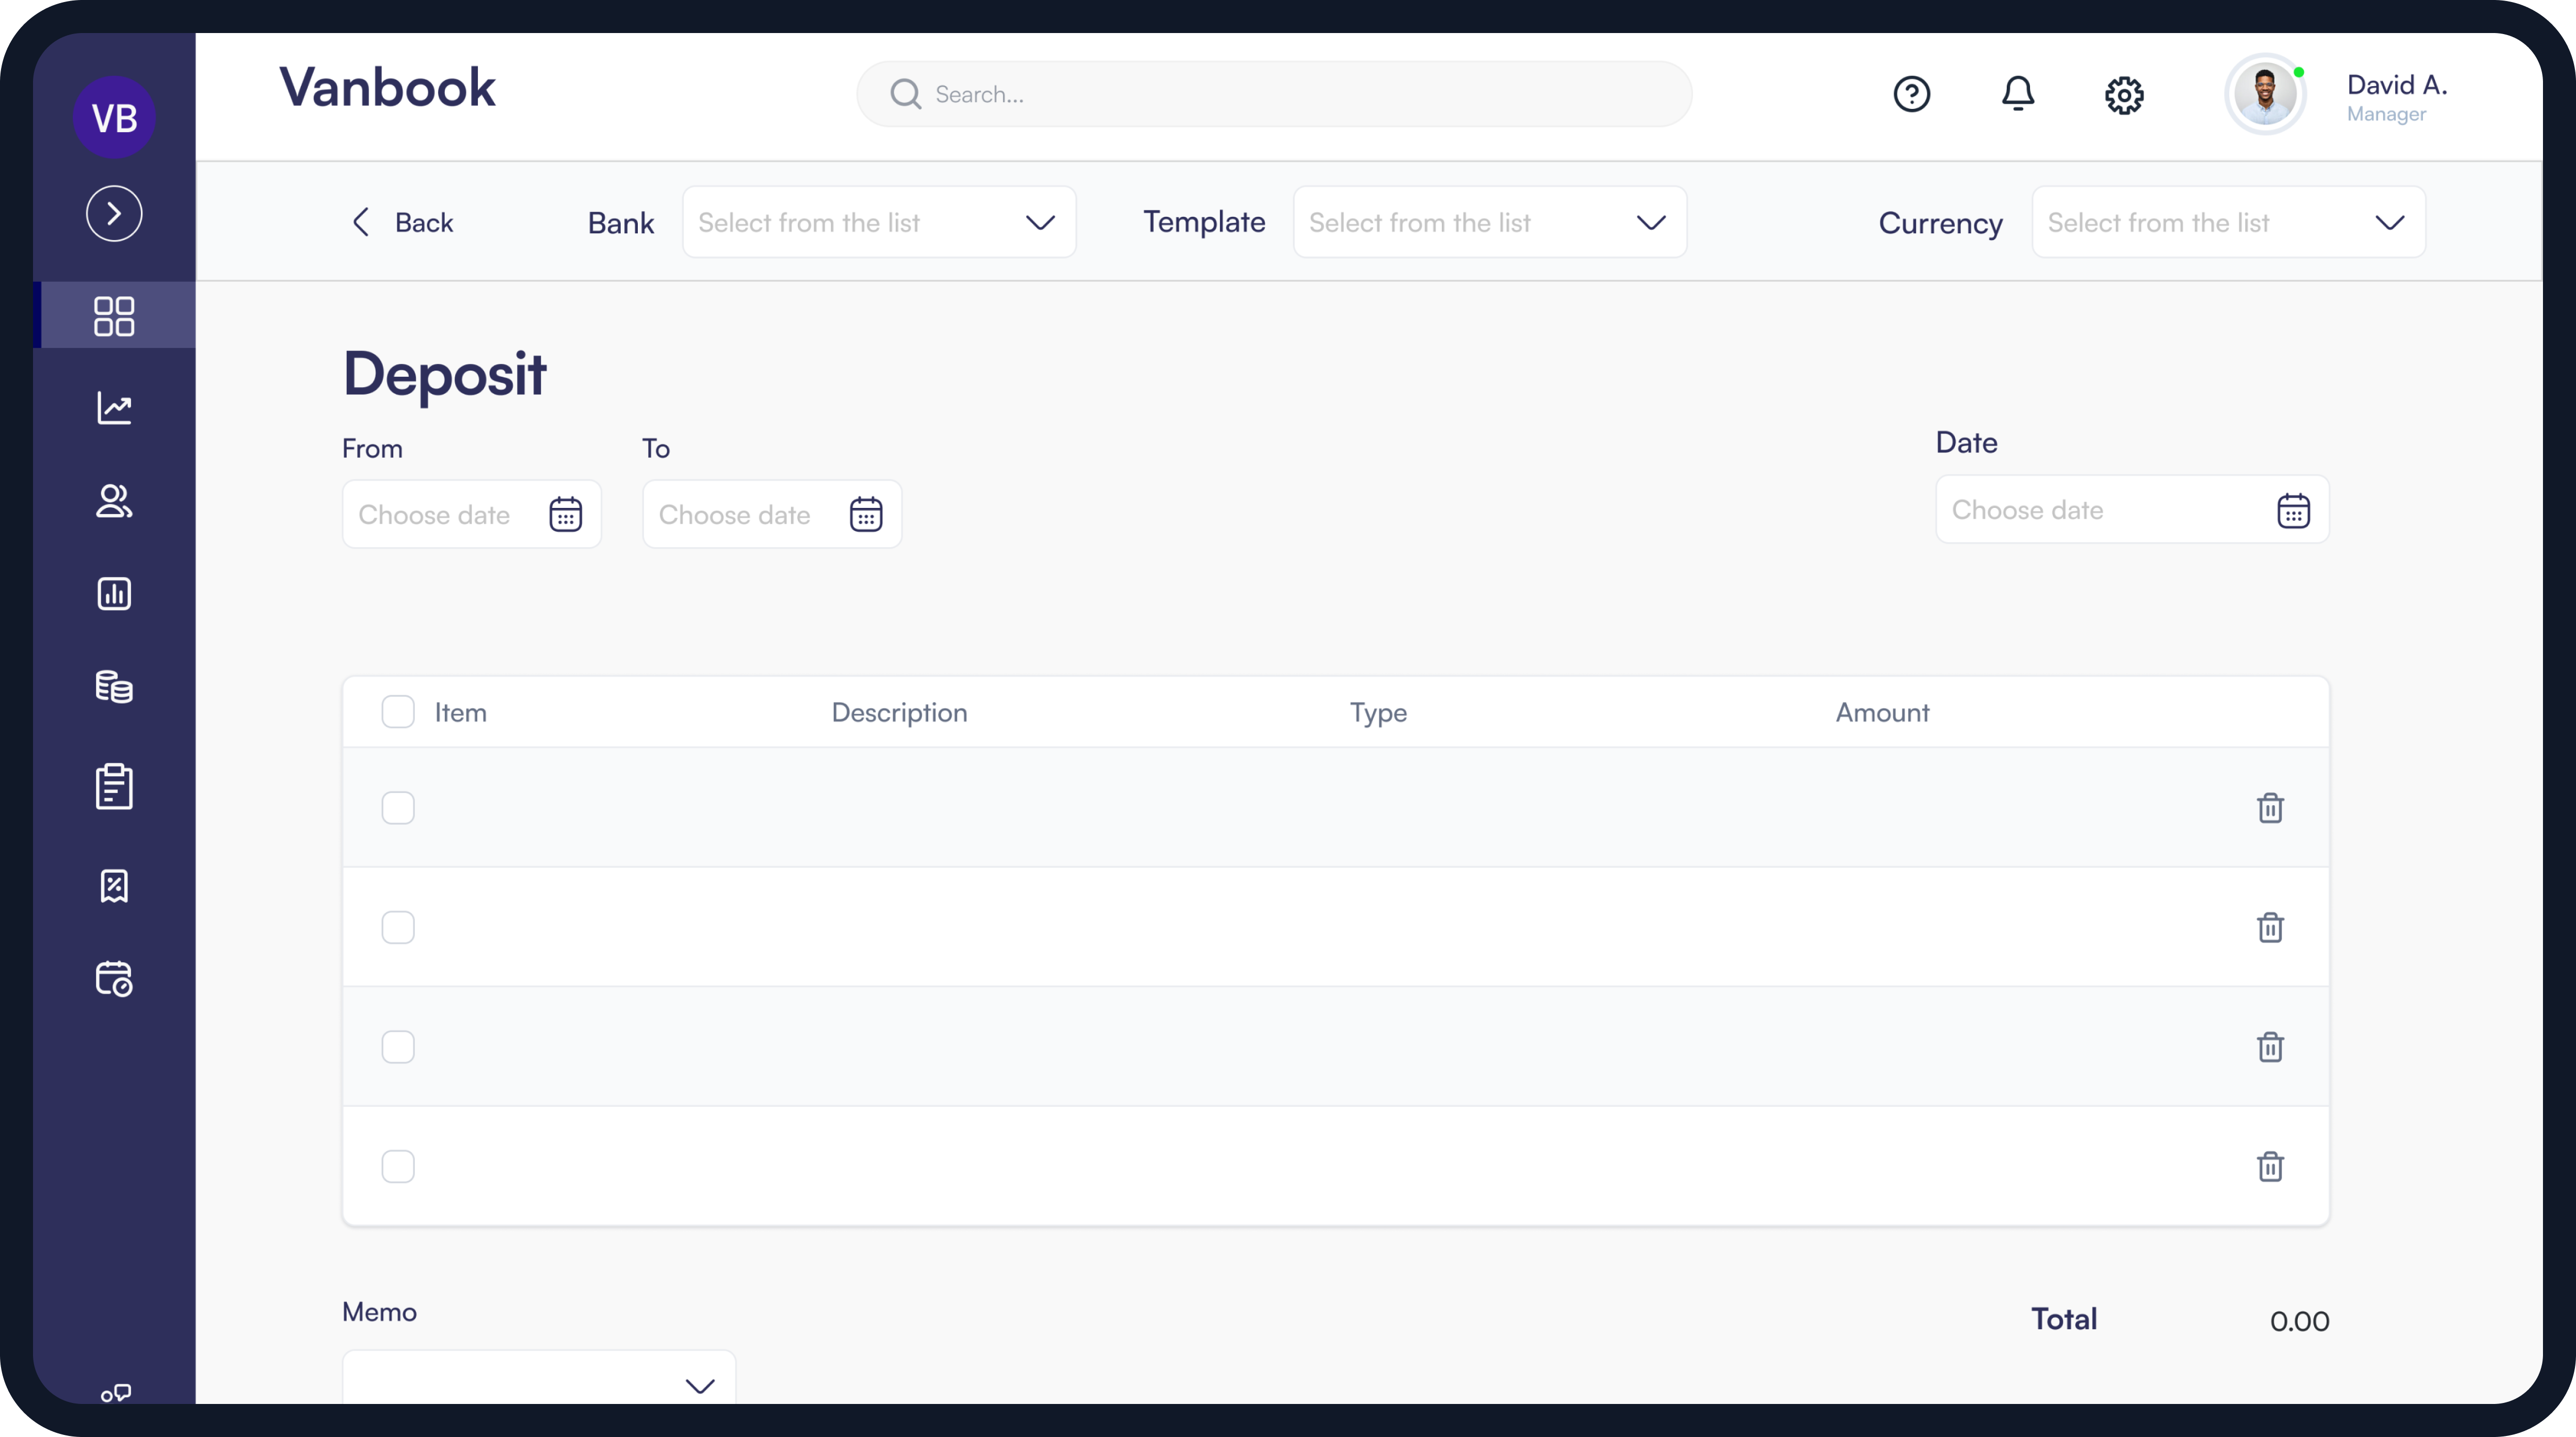 VB
Vanbook
Search...
David A.
Manager
Back
Bank
Select from the list
Template
Select from the list
Currency
Select from the list
Deposit
From
To
Date
Choose date
Choose date
Choose date
Item Description Type Amount
Memo
Total 0.00